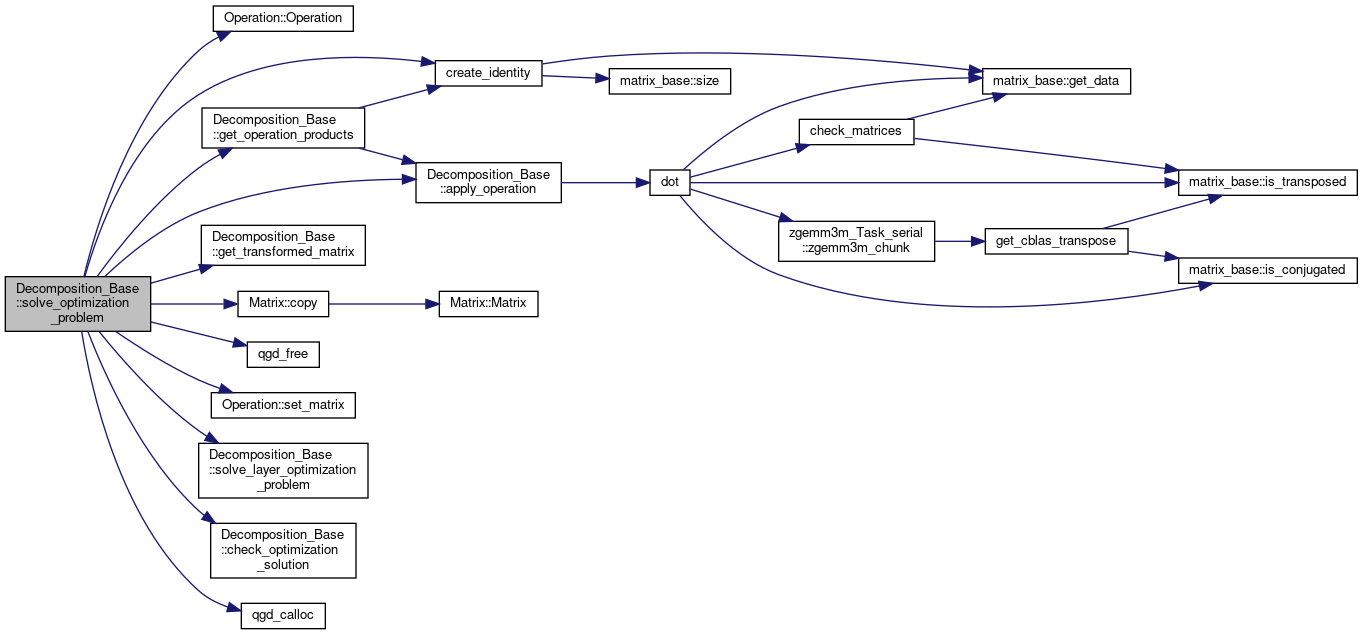 Operation::Operation
create_identity
matrix_base::size
matrix_base::get_data
Decomposition_Base
::get_operation_products
check_matrices
Decomposition_Base
::apply_operation
dot
matrix_base::is_transposed
zgemm3m_Task_serial
::zgemm3m_chunk
get_cblas_transpose
matrix_base::is_conjugated
Decomposition_Base
::get_transformed_matrix
Decomposition_Base
::solve_optimization
_problem
Matrix::copy
Matrix::Matrix
qgd_free
Operation::set_matrix
Decomposition_Base
::solve_layer_optimization
_problem
Decomposition_Base
::check_optimization
_solution
qgd_calloc